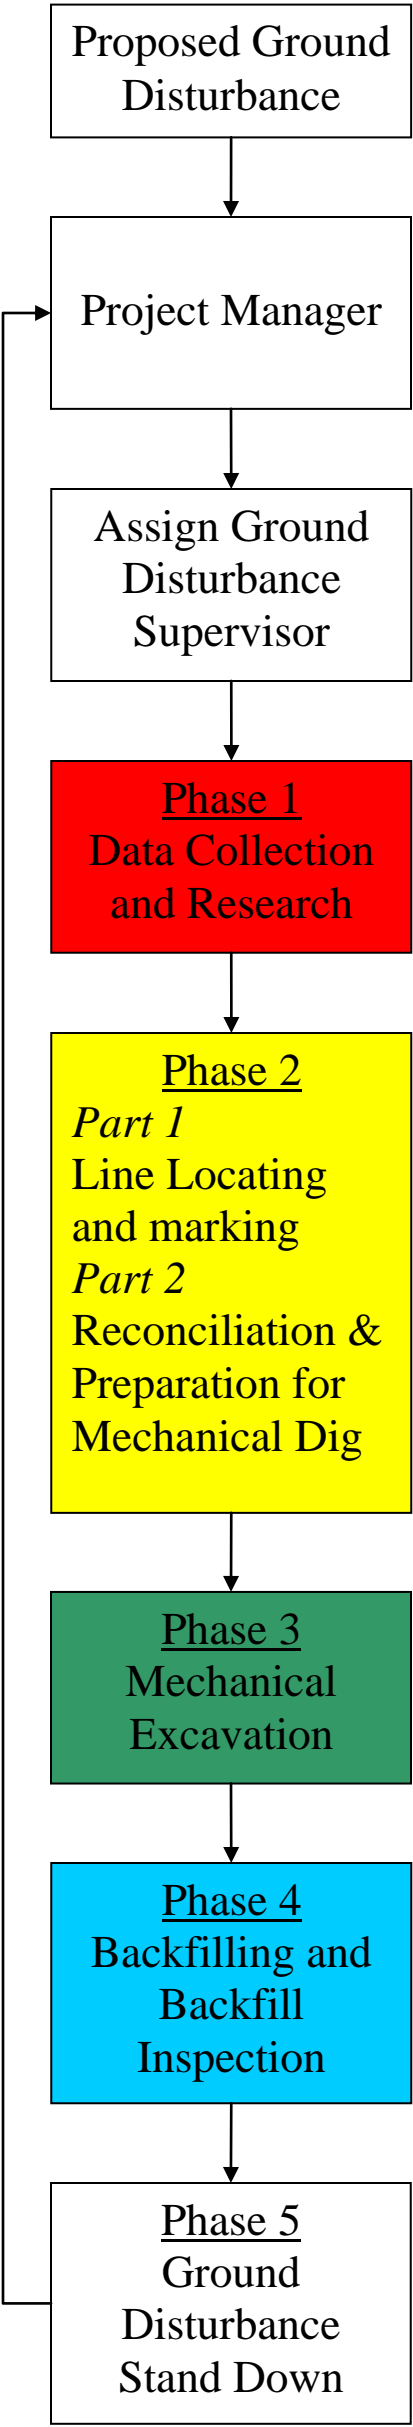 Proposed Ground
Disturbance
Project Manager
Assign Ground
Disturbance
Supervisor
Phase 1
Data Collection
and Research
Phase 2
Part 1
Line Locating
and marking
Part 2
Reconciliation &
Preparation for
Mechanical Dig
Phase 3
Mechanical
Excavation
Phase 4
Backfilling and
Backfill
Inspection
Phase 5
Ground
Disturbance
Stand Down